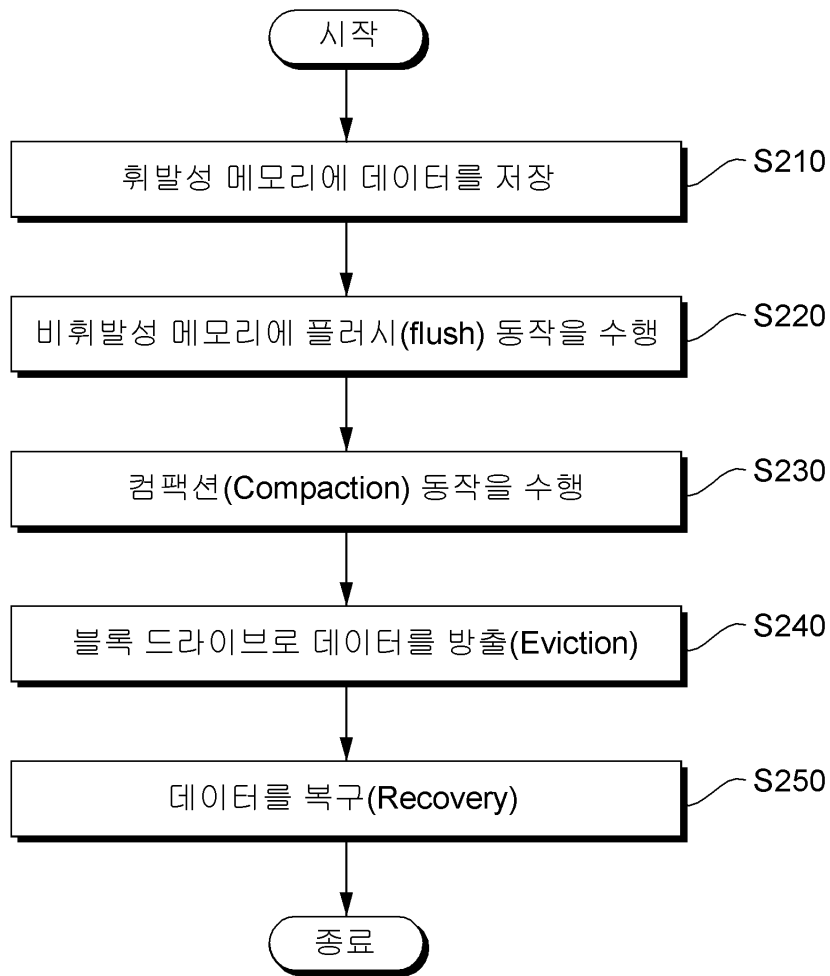 시작
휘발성 메모리에 데이터를 저장
S210
비휘발성 메모리에 플러시(flush) 동작을 수행
S220
컴팩션(Compaction) 동작을 수행
S230
블록 드라이브로 데이터를 방출(Eviction)
S240
데이터를 복구(Recovery)
S250
종료